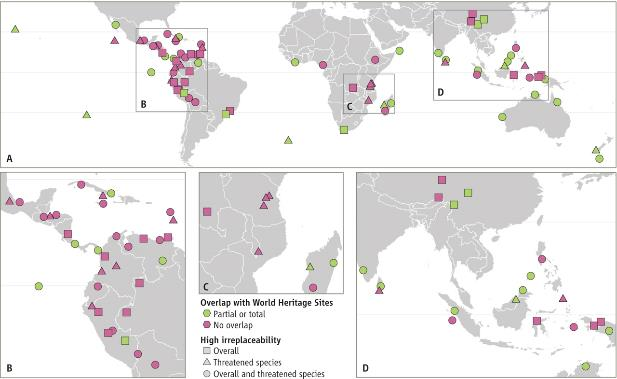 B
C
D
A
B
C
Overlap with World Heritage Sites
Partial or total
No overlap
High irreplaceability
Overall
Threatened species
Overall and threatened species
D